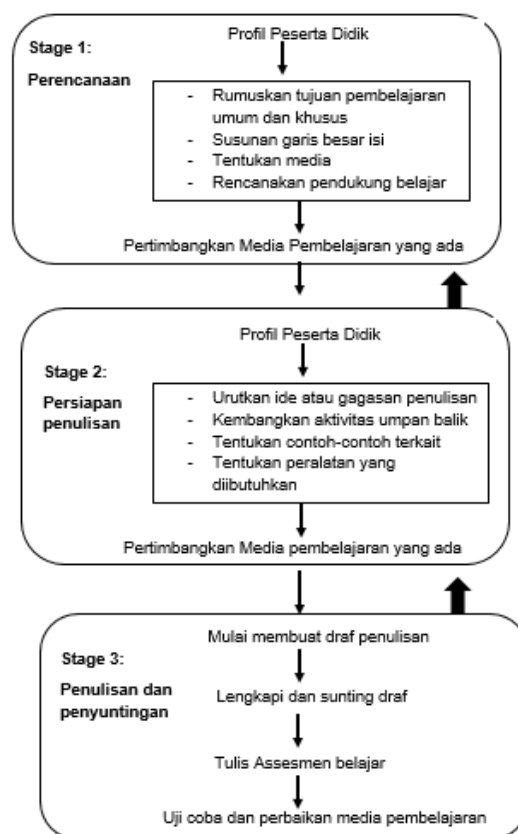 Stage 1:
Perencanaan
Profil Peserta Didik
- Rumuskan tujuan pembelajaran
umum dan khusus
- Susunan garis besar isi
- Tentukan media
- Rencanakan pendukung belajar
Pertimbangkan Media Pembelajaran yang ada
Stage 2:
Persiapan
penulisan
Profil Peserta Didik
- Urutkan ide atau gagasan penulisan
- Kembangkan aktivitas umpan balik
- Tentukan contoh-contoh terkait
- Tentukan peralatan yang
diibutuhkan
Pertimbangkan Media pembelajaran yang ada
Stage 3:
Penulisan dan
penyuntingan
Mulai membuat draf penulisan
Lengkapi dan sunting draf
Tulis Assesmen belajar
Uji coba dan perbaikan media pembelajaran